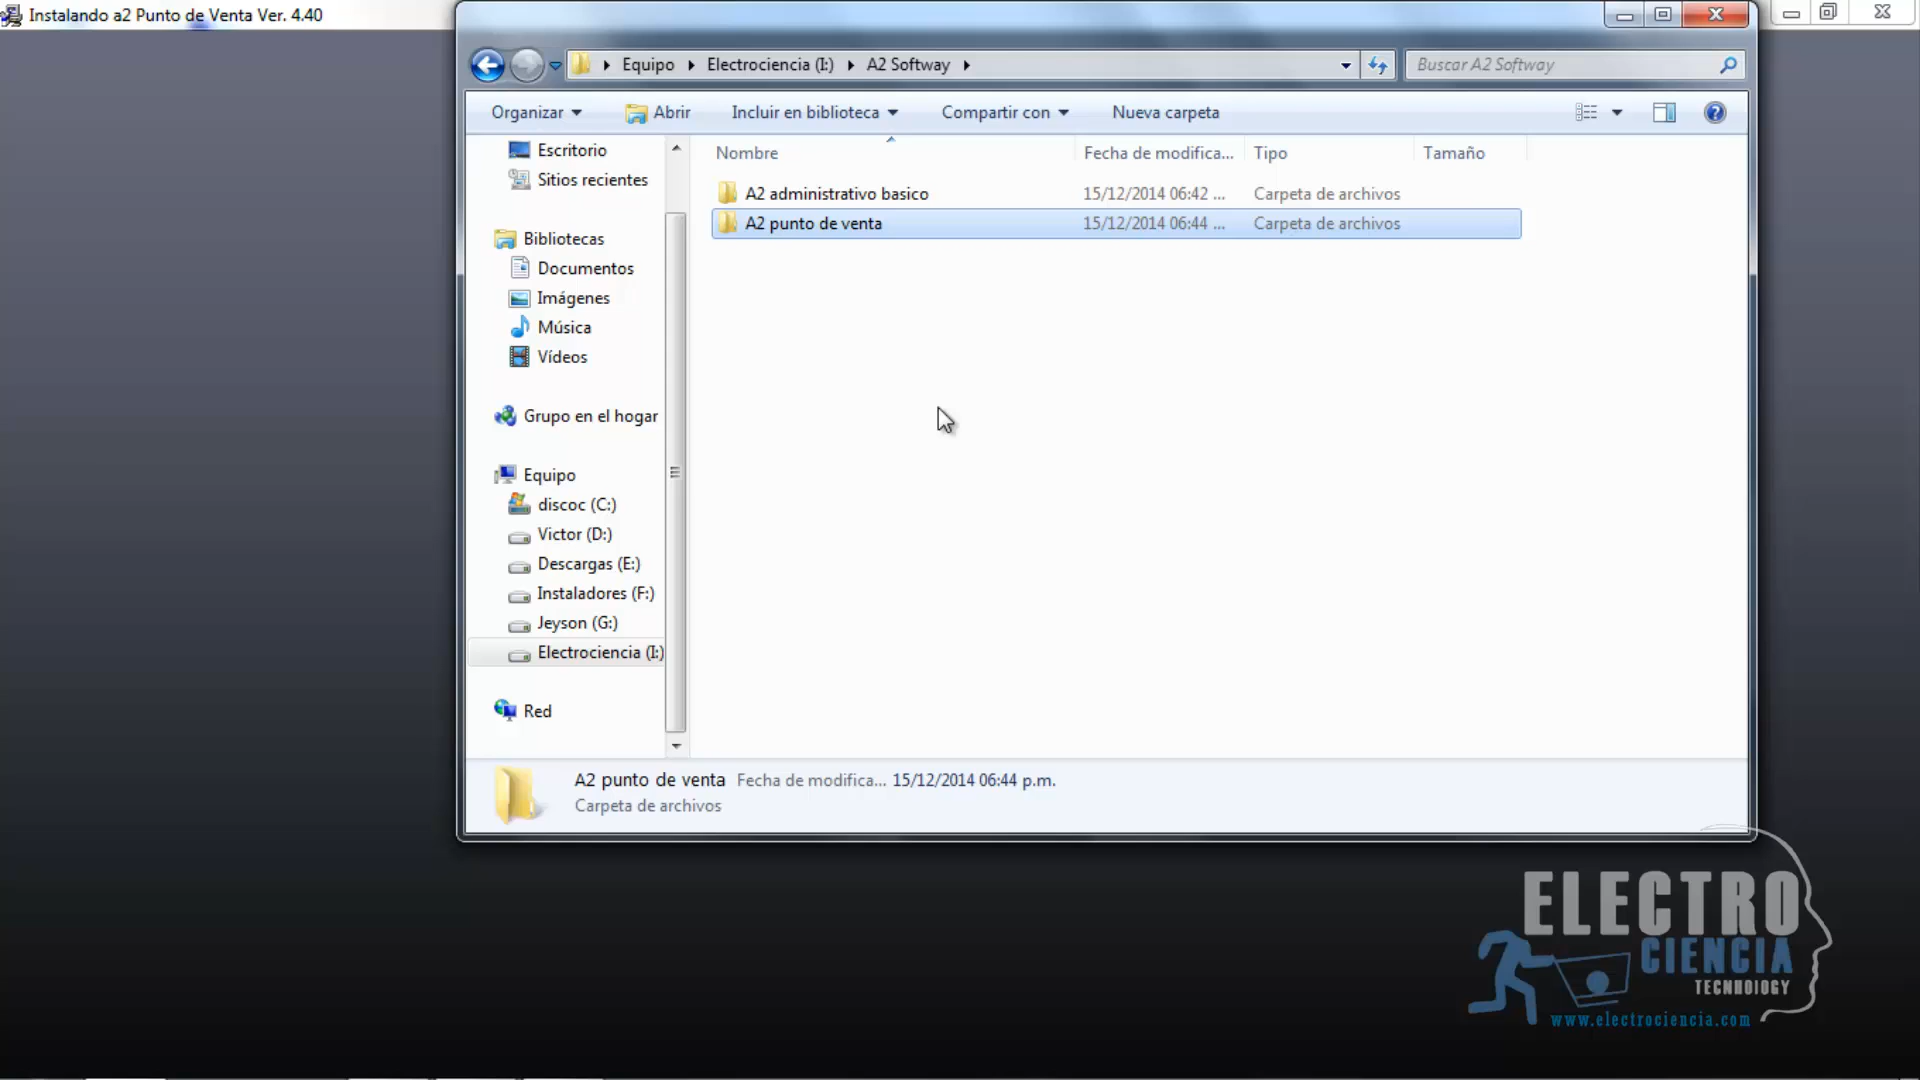 Instalando a2 Punto de Venta Ver. 4.40
Equipo Electrociencia (I:) A2 Softway
Buscar A2 Softway
Organizar Abrir Incluir en biblioteca Compartir con Nueva carpeta
Escritorio
Sitios recientes
Bibliotecas
Documentos
Imágenes
Música
Vídeos
Grupo en el hogar
Equipo
discoc (C:)
Victor (D:)
Descargas (E:)
Instaladores (F:)
Jeyson (G:)
Electrociencia (I:)
Red
Nombre Fecha de modifica... Tipo Tamaño
A2 administrativo basico 15/12/2014 06:42 ... Carpeta de archivos
A2 punto de venta 15/12/2014 06:44 ... Carpeta de archivos
A2 punto de venta Fecha de modifica... 15/12/2014 06:44 p.m.
Carpeta de archivos
ELECTRO
CIENCIA
TECNHOlOGY
www.electrociencia.com